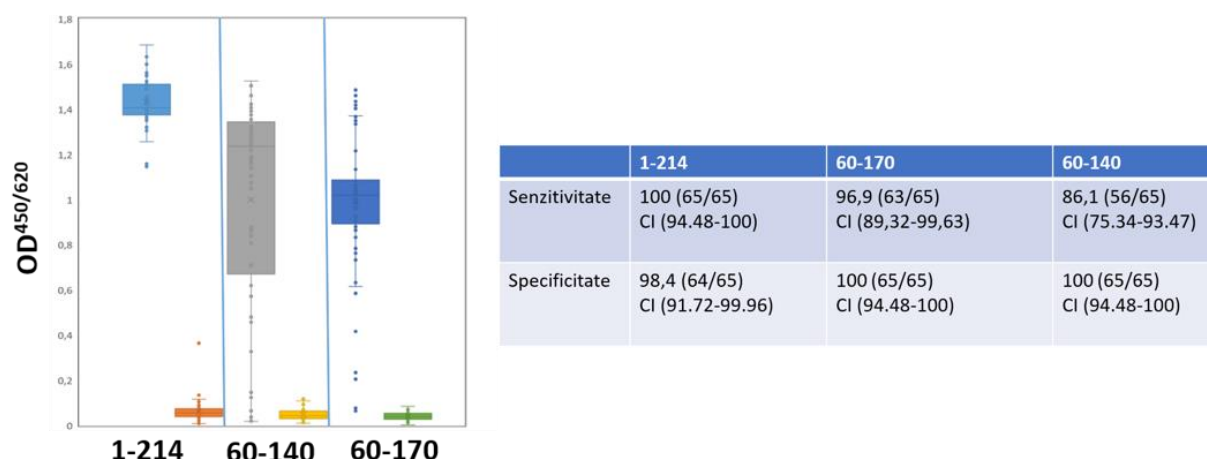 1,8
1,6
1,4
1,2
1
0,8
0,6
0,4
0,2
0
OD450/620
1-214 60-140 60-170
1-214 60-170 60-140
Senzitivitate 100 (65/65) 96,9 (63/65) 86,1 (56/65)
CI (94.48-100) CI (89,32-99,63) CI (75.34-93.47)
Specificitate 98,4 (64/65) 100 (65/65) 100 (65/65)
CI (91.72-99.96) CI (94.48-100) CI (94.48-100)